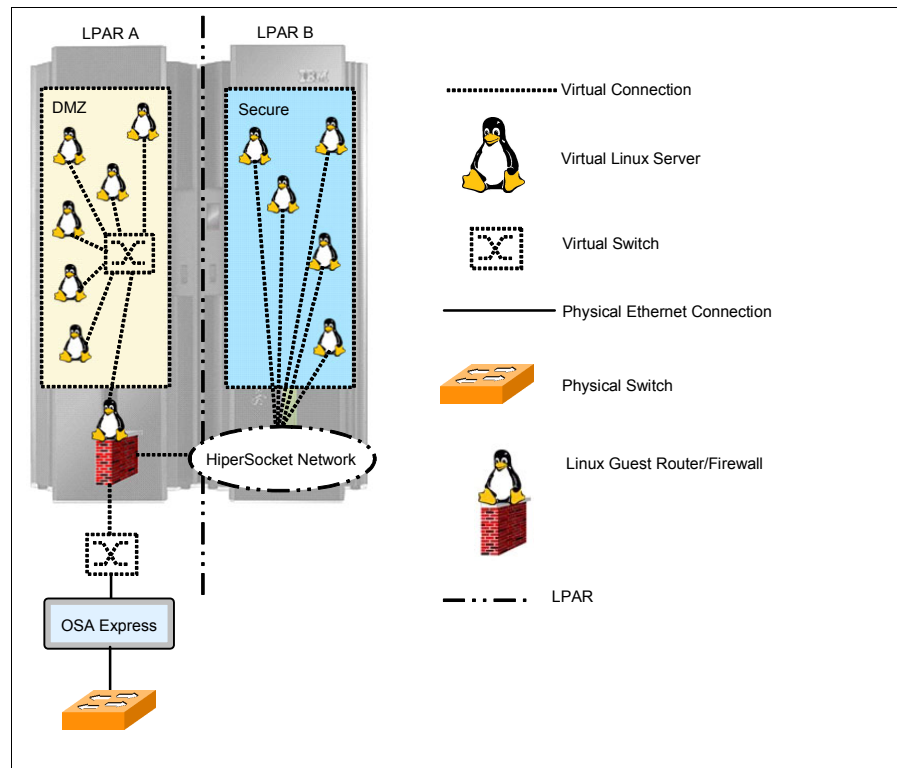 LPAR A
LPAR B
IBM
DMZ
Secure
HiperSocket Network
OSA Express
Virtual Connection
Virtual Linux Server
Virtual Switch
Physical Ethernet Connection
Physical Switch
Linux Guest Router/Firewall
LPAR